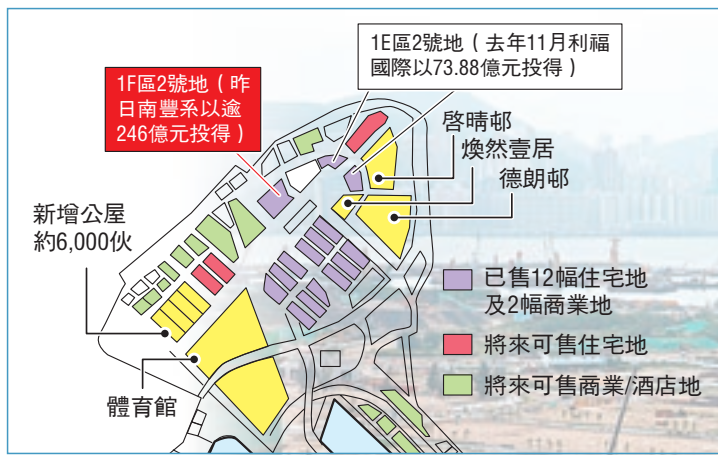 1E區2號地（去年11月利福
國際以73.88億元投得）
1F區2號地（昨
日南豐系以逾
246億元投得）
啓晴邨
煥然壹居
德朗邨
新增公屋
約6,000伙
已售12幅住宅地
及2幅商業地
將來可售住宅地
將來可售商業/酒店地
體育館